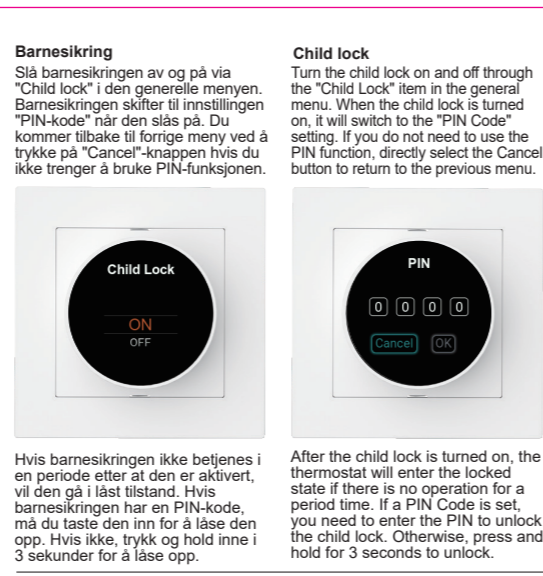 Barnesikring
Slå barnesikringen av og på via
"Child lock" i den generelle menyen.
Barnesikringen skifter til innstillingen
"PIN-kode" når den slås på. Du
kommer tilbake til forrige meny ved å
trykke på "Cancel"-knappen hvis du
ikke trenger å bruke PIN-funksjonen.
Child Lock
ON
OFF
Hvis barnesikringen ikke betjenes i
en periode etter at den er aktivert,
vil den gå i låst tilstand. Hvis
barnesikringen har en PIN-kode,
må du taste den inn for å låse den
opp. Hvis ikke, trykk og hold inne i
3 sekunder for å låse opp.
Child lock
Turn the child lock on and off through
the "Child Lock" item in the general
menu. When the child lock is turned
on, it will switch to the "PIN Code"
setting. If you do not need to use the
PIN function, directly select the Cancel
button to return to the previous menu.
PIN
0 0 0 0
Cancel OK
After the child lock is turned on, the
thermostat will enter the locked
state if there is no operation for a
period time. If a PIN Code is set,
you need to enter the PIN to unlock
the child lock. Otherwise, press and
hold for 3 seconds to unlock.